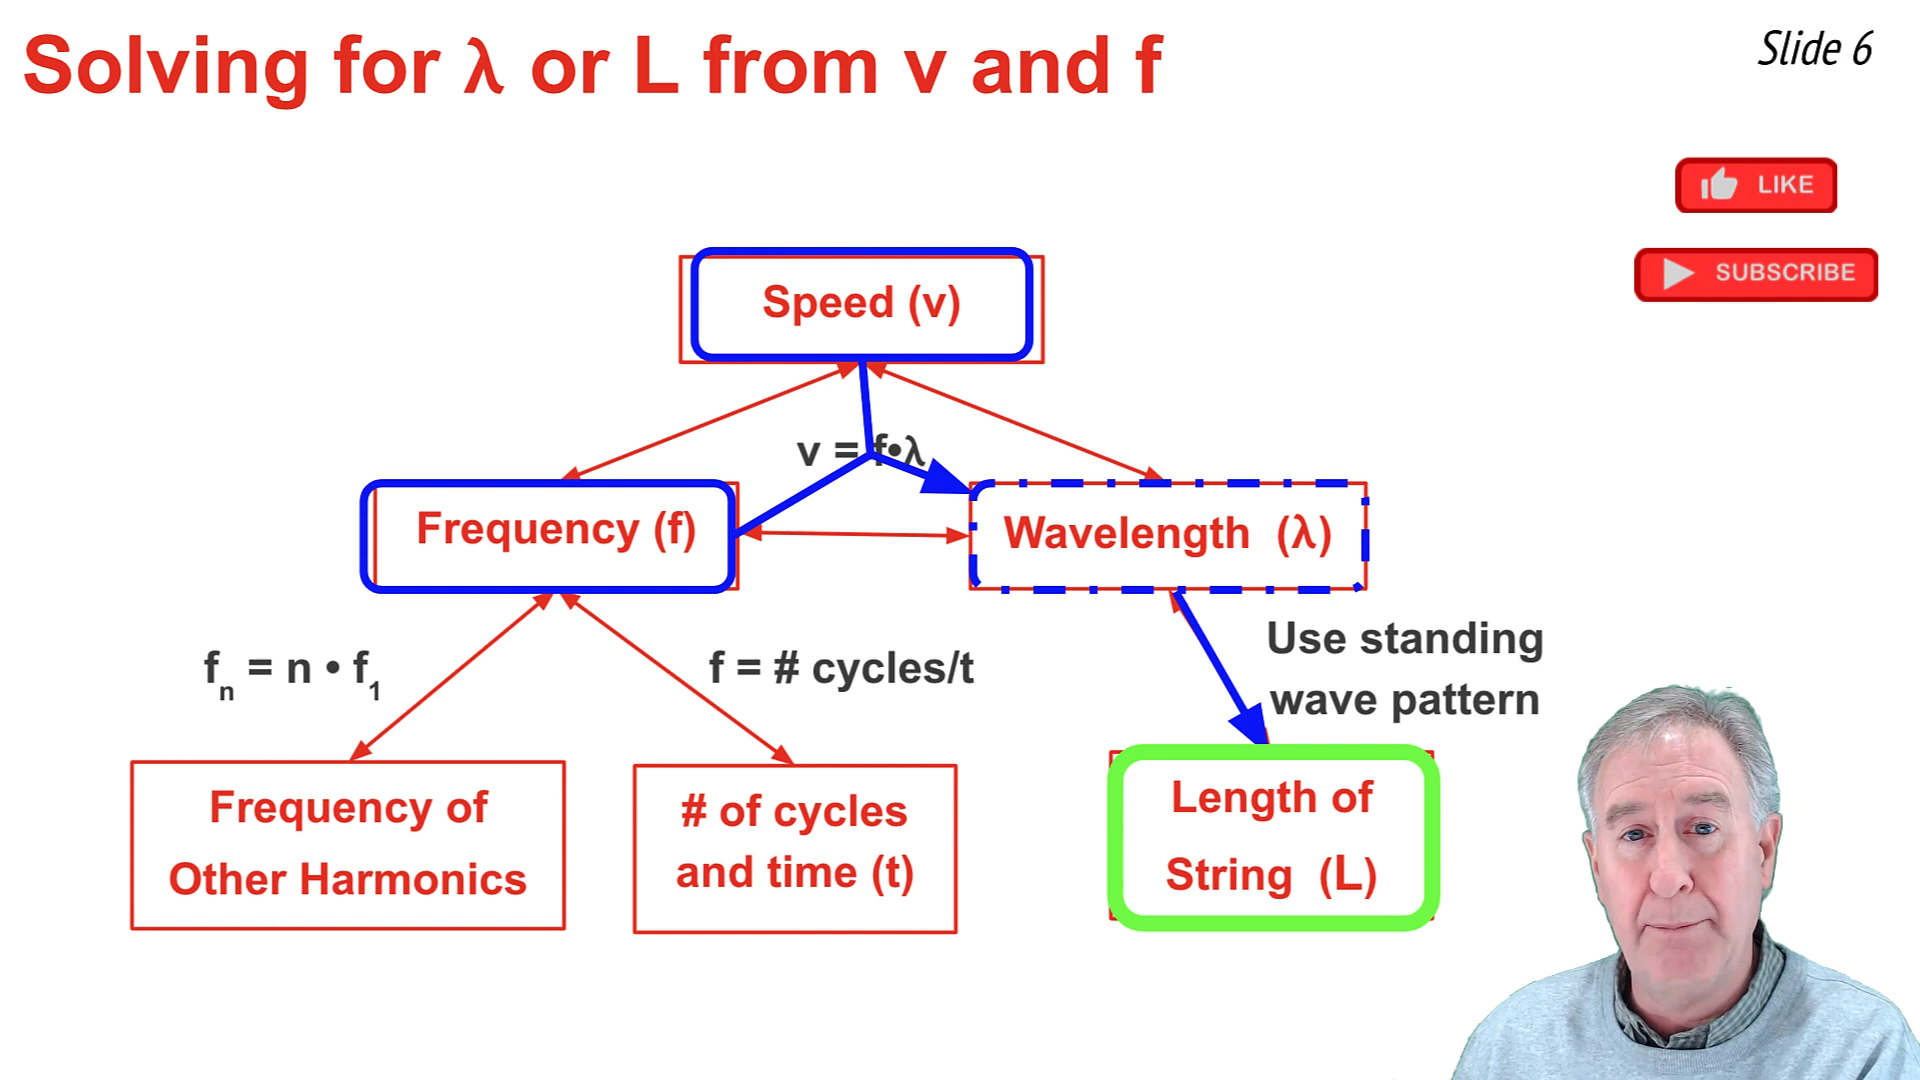 Solving for λ or L from v and f
Slide 6
LIKE
SUBSCRIBE
Speed (v)
v = f•λ
Frequency (f)
Wavelength (λ)
fn = n • f1
f = # cycles/t
Use standing
wave pattern
Frequency of
Other Harmonics
# of cycles
and time (t)
Length of
String (L)